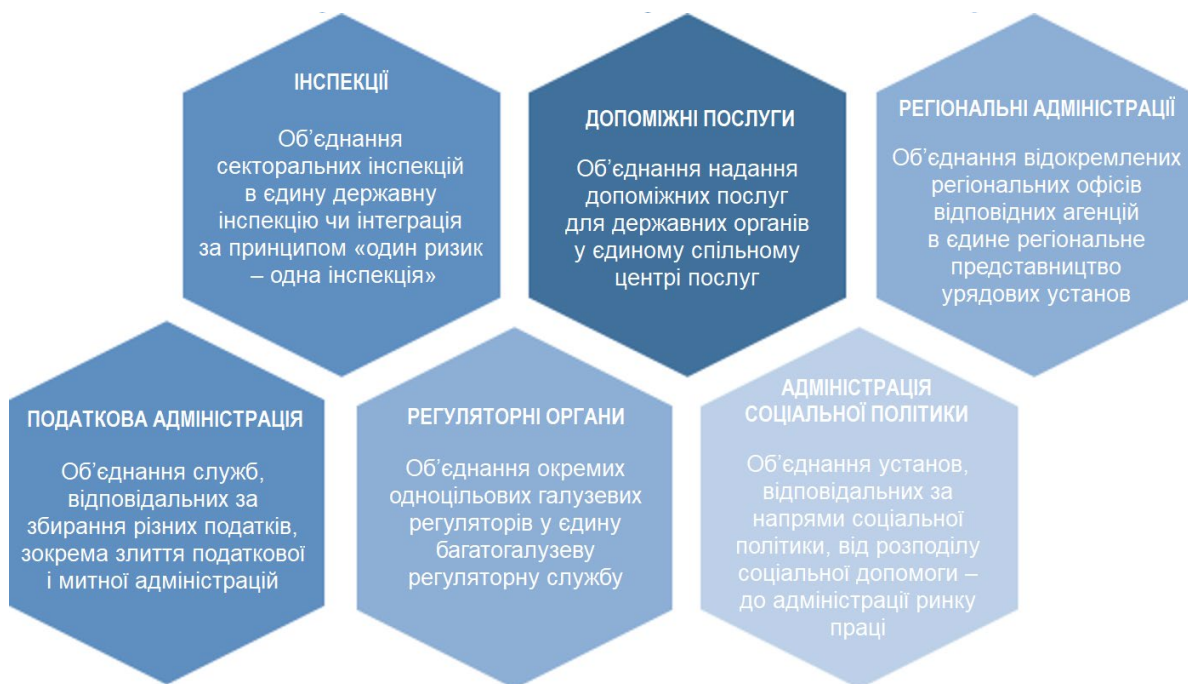 ІНСПЕКЦІЇ
Об’єднання
секторальних інспекцій
в єдину державну
інспекцію чи інтеграція
за принципом «один ризик
– одна інспекція»
ДОПОМІЖНІ ПОСЛУГИ
Об’єднання надання
допоміжних послуг
для державних органів
у єдиному спільному
центрі послуг
РЕГІОНАЛЬНІ АДМІНІСТРАЦІЇ
Об’єднання відокремлених
регіональних офісів
відповідних агенцій
в єдине регіональне
представництво
урядових установ
ПОДАТКОВА АДМІНІСТРАЦІЯ
Об’єднання служб,
відповідальних за
збирання різних податків,
зокрема злиття податкової
і митної адміністрацій
РЕГУЛЯТОРНІ ОРГАНИ
Об’єднання окремих
одноцільових галузевих
регуляторів у єдину
багатогалузеву
регуляторну службу
АДМІНІСТРАЦІЯ
СОЦІАЛЬНОЇ ПОЛІТИКИ
Об’єднання установ,
відповідальних за
напрями соціальної
політики, від розподілу
соціальної допомоги –
до адміністрації ринку
праці